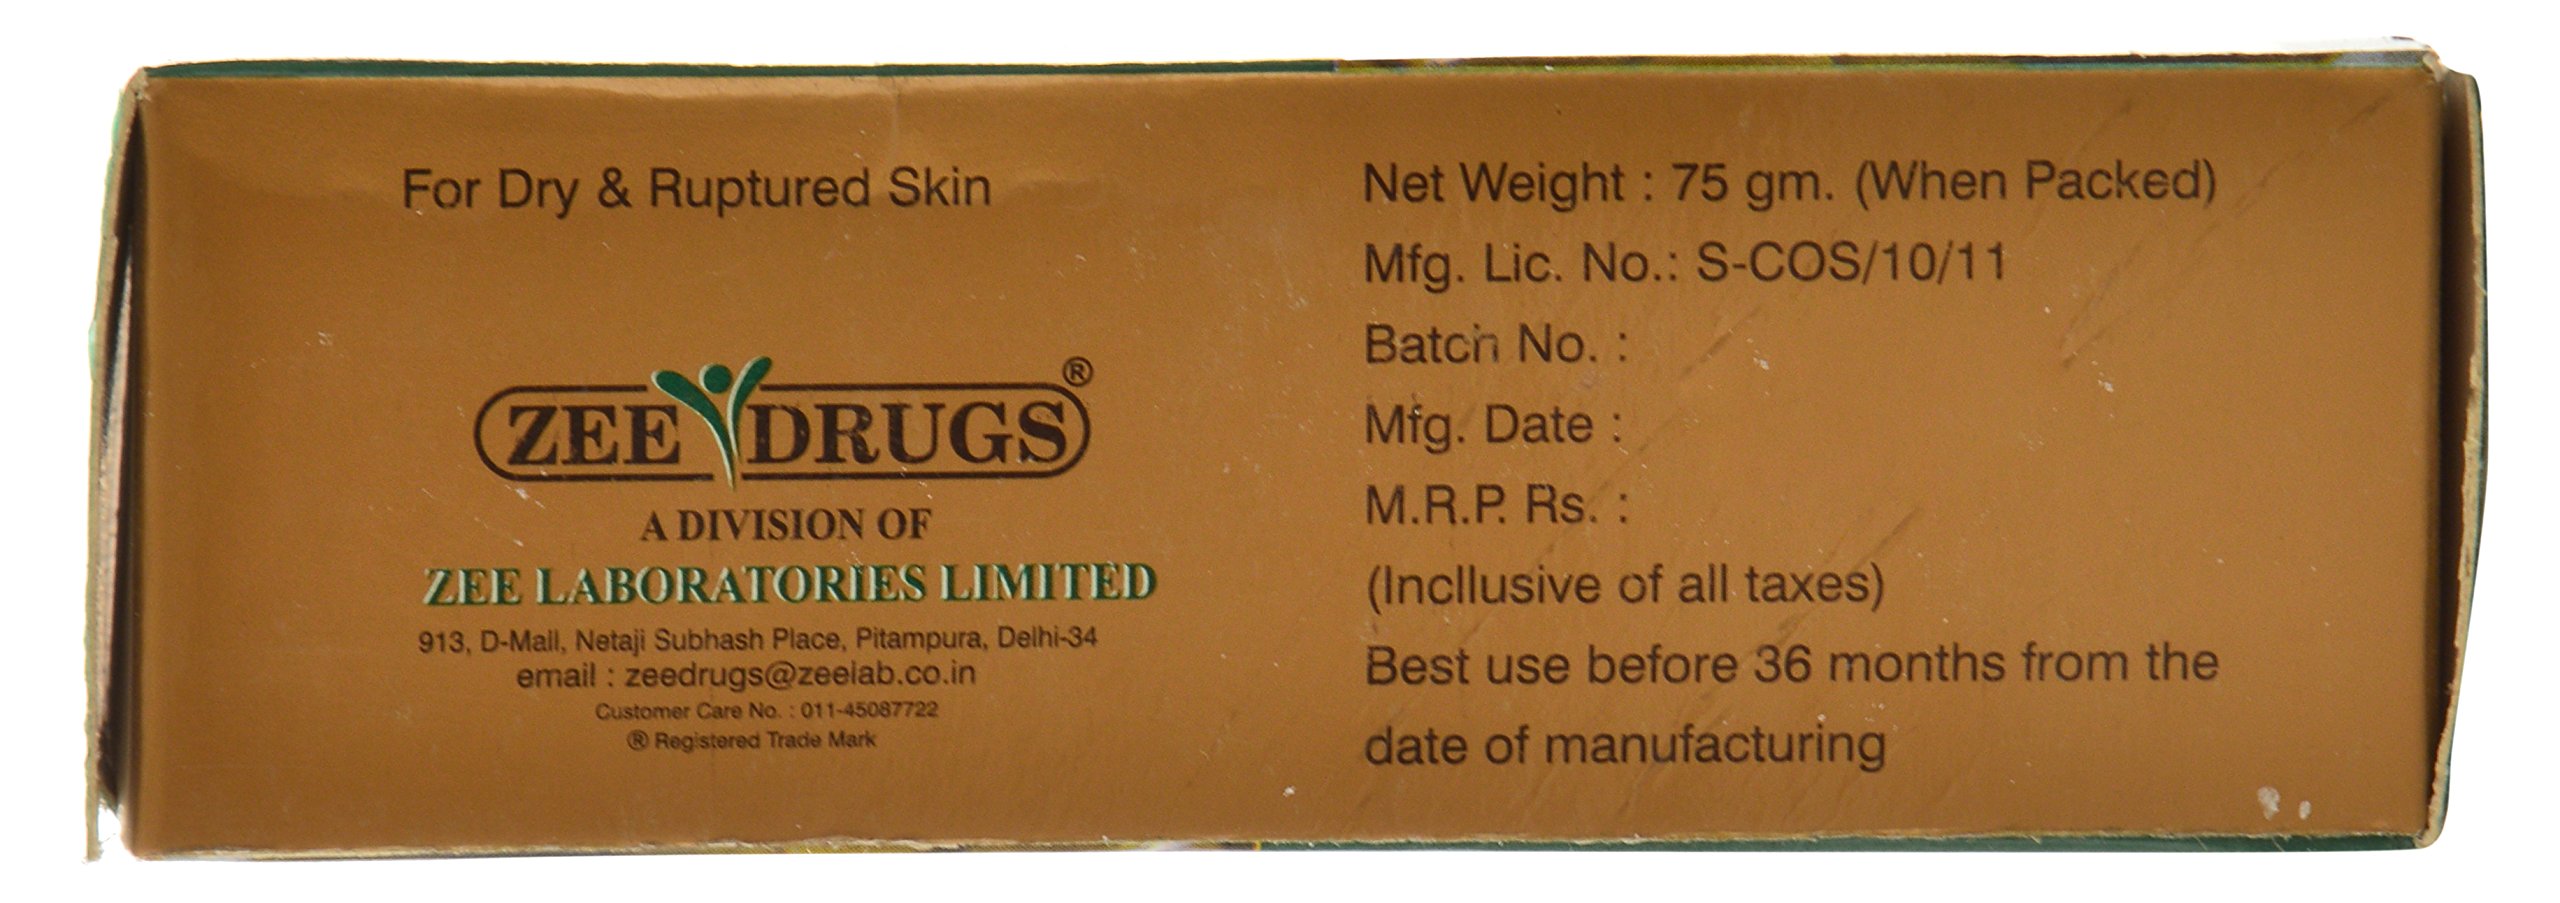 For Dry & Ruptured Skin
ZEE DRUGS®
A DIVISION OF
ZEE LABORATORIES LIMITED
913, D-Mall, Netaji Subhash Place, Pitampura, Delhi-34
email : zeedrugs@zeelab.co.in
Customer Care No. : 011-45087722
® Registered Trade Mark
Net Weight : 75 gm. (When Packed)
Mfg. Lic. No.: S-COS/10/11
Batch No. :
Mfg. Date :
M.R.P. Rs. :
(Incllusive of all taxes)
Best use before 36 months from the
date of manufacturing